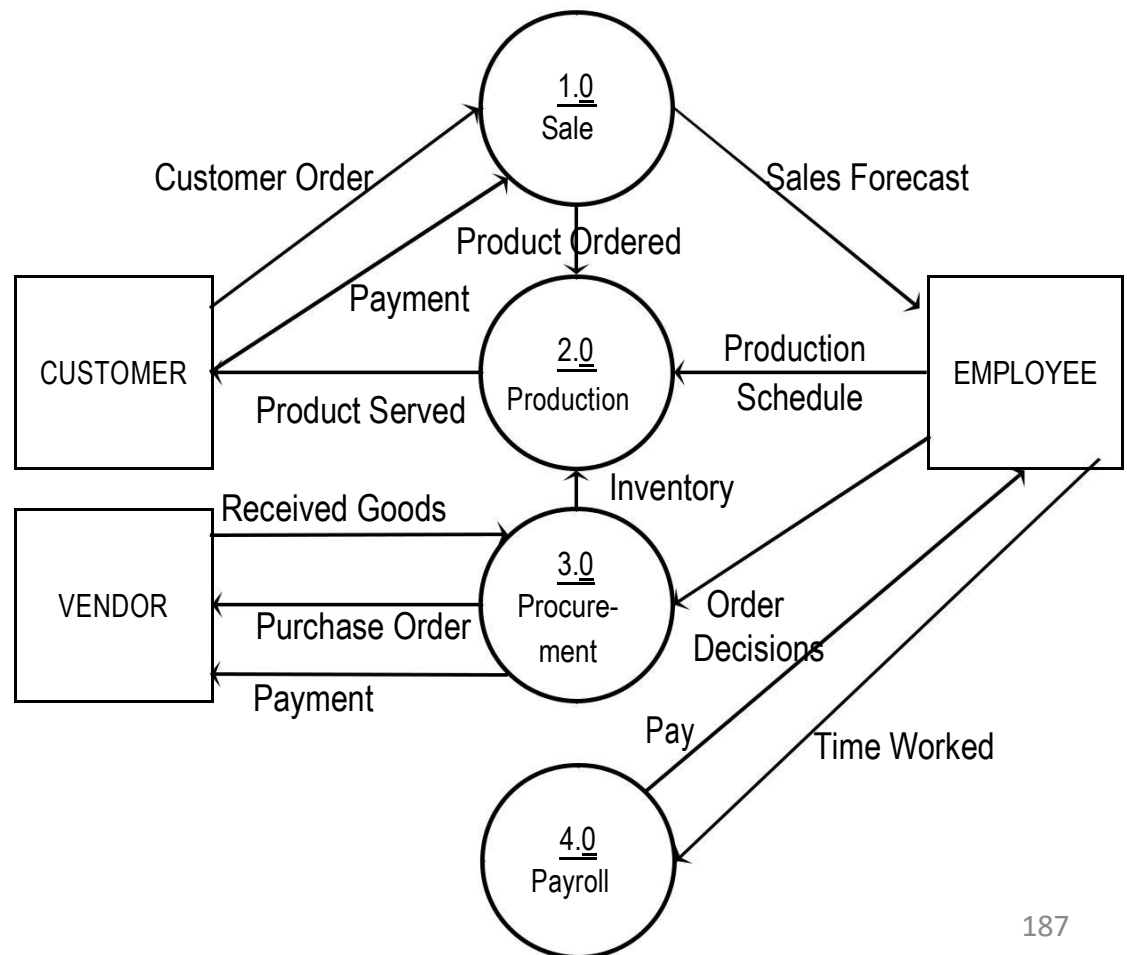 1.0
Sale
Customer Order
Sales Forecast
Product Ordered
Payment
CUSTOMER
2.0
Production
Production
Schedule
EMPLOYEE
Product Served
Inventory
Received Goods
VENDOR
3.0
Procure-
ment
Purchase Order
Order
Decisions
Payment
Pay
Time Worked
4.0
Payroll
187